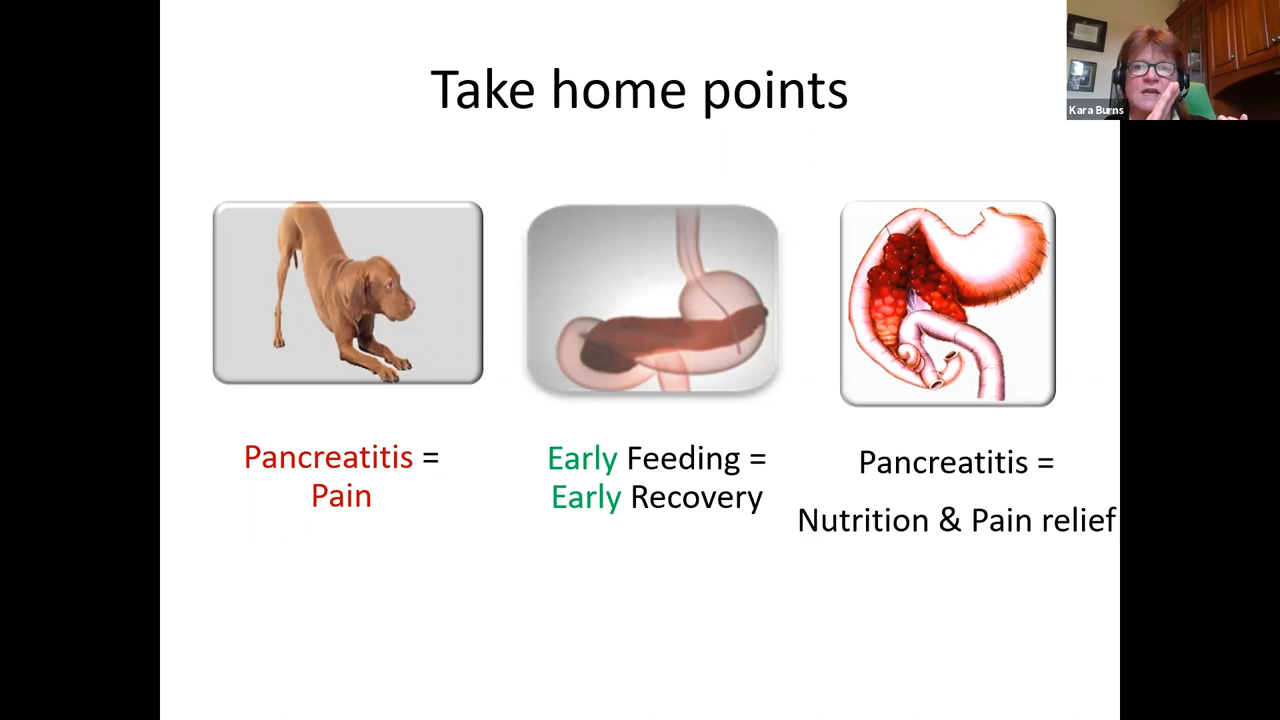 Take home points
Kara Burns
Pancreatitis =
Pain
Early Feeding =
Early Recovery
Pancreatitis =
Nutrition & Pain relief